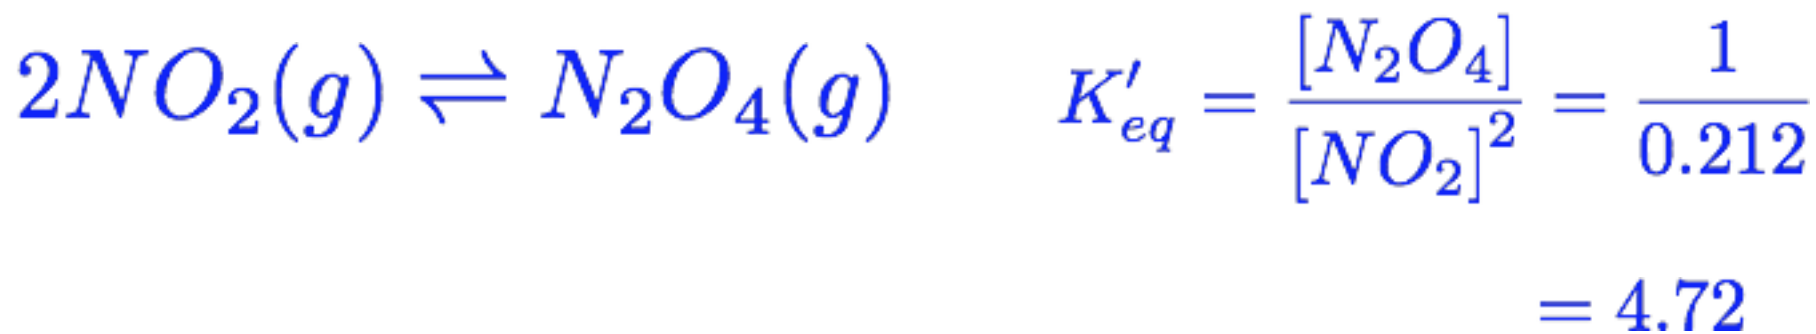 2NO₂(g) ⇌ N₂O₄(g) K′ₑq = [N₂O₄] / [NO₂]² = 1 / 0.212
= 4.72